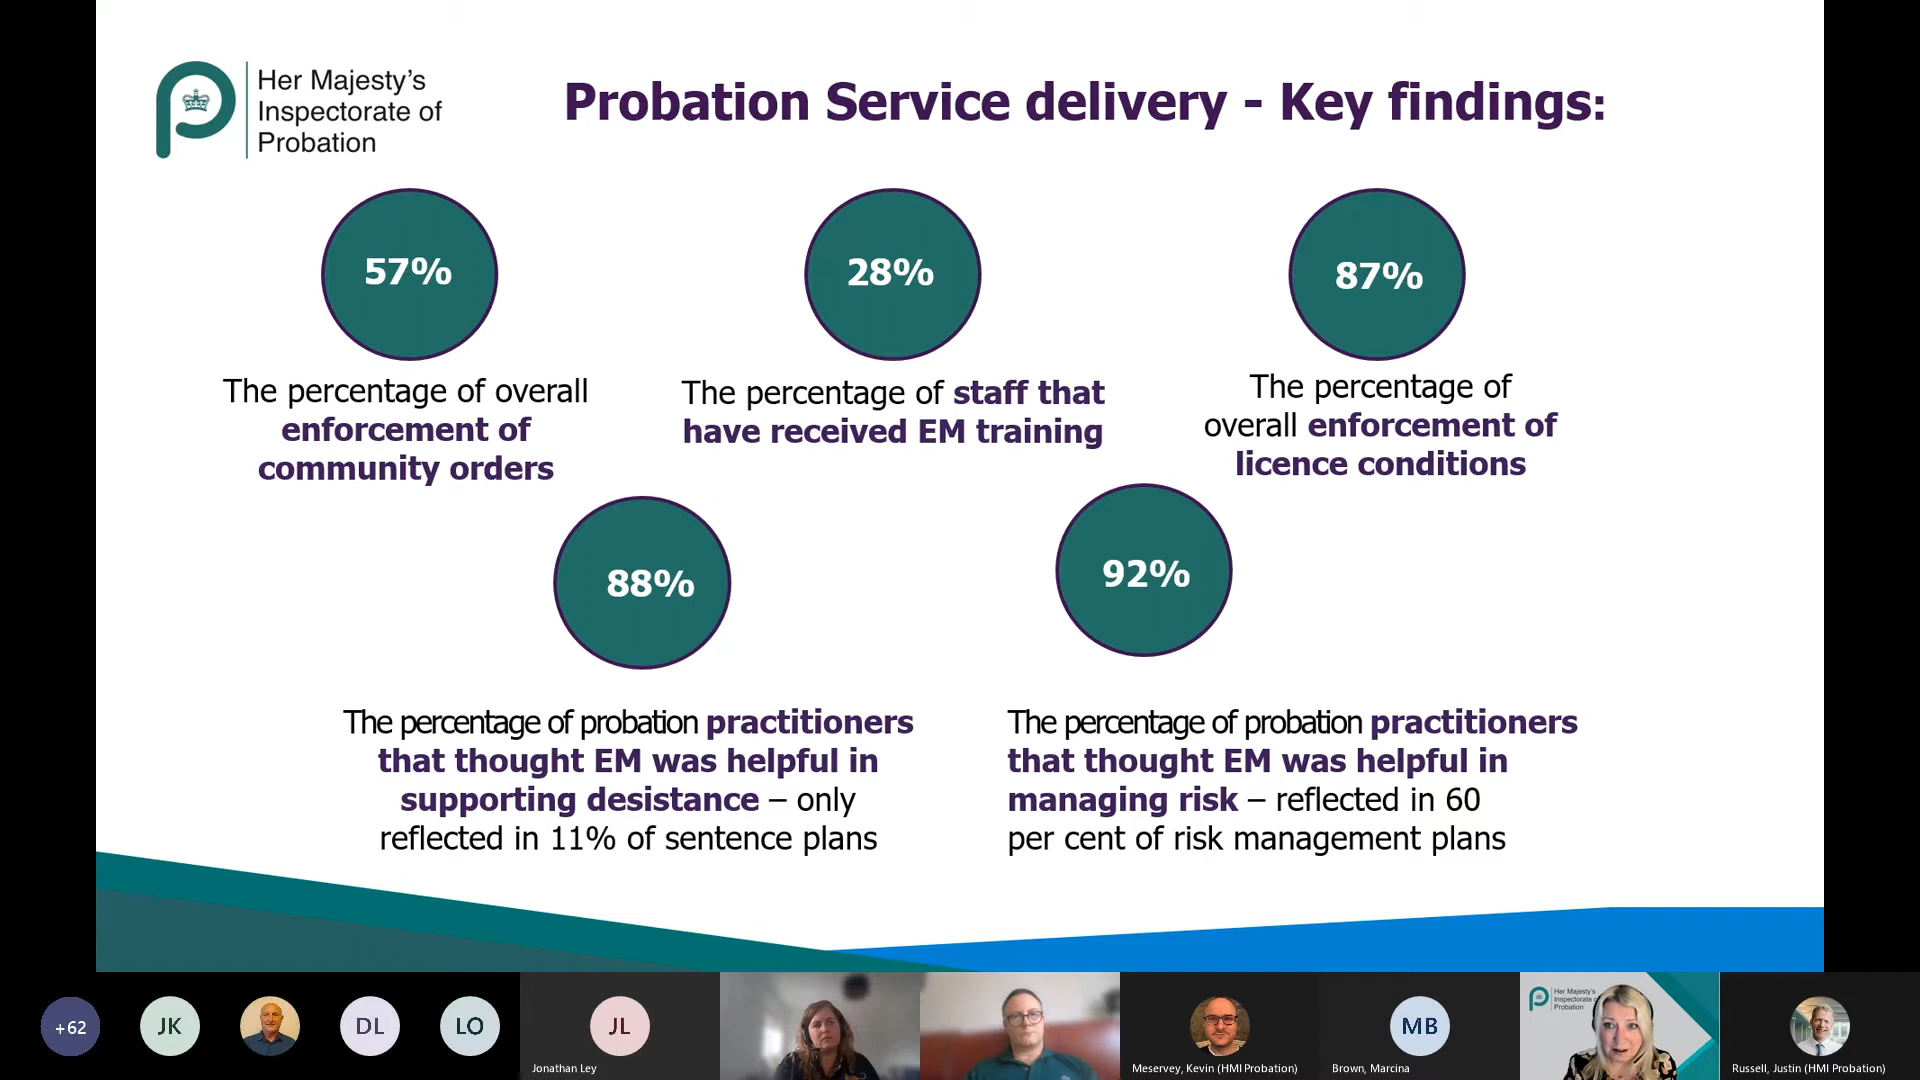 Her Majesty's
Inspectorate of
Probation
Probation Service delivery - Key findings:
57%
The percentage of overall
enforcement of
community orders
28%
The percentage of staff that
have received EM training
87%
The percentage of
overall enforcement of
licence conditions
88%
The percentage of probation practitioners
that thought EM was helpful in
supporting desistance – only
reflected in 11% of sentence plans
92%
The percentage of probation practitioners
that thought EM was helpful in
managing risk – reflected in 60
per cent of risk management plans
+62
JK
DL
LO
JL
Jonathan Ley
Meservey, Kevin (HMI Probation)
MB
Brown, Marcina
Her Majesty's
Inspectorate
Probation
Russell, Justin (HMI Probation)